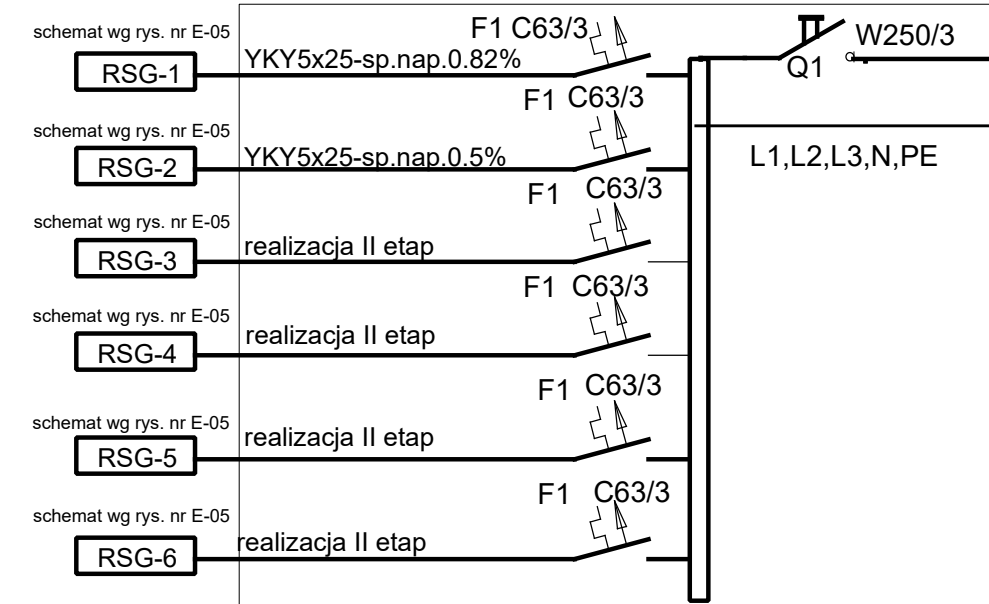 schemat wg rys. nr E-05
F1 C63/3
W250/3
RSG-1
YKY5x25-sp.nap.0.82%
Q1
F1 C63/3
schemat wg rys. nr E-05
RSG-2
YKY5x25-sp.nap.0.5%
L1,L2,L3,N,PE
F1 C63/3
schemat wg rys. nr E-05
RSG-3
realizacja II etap
F1 C63/3
schemat wg rys. nr E-05
RSG-4
realizacja II etap
F1 C63/3
schemat wg rys. nr E-05
RSG-5
realizacja II etap
F1 C63/3
schemat wg rys. nr E-05
RSG-6
realizacja II etap